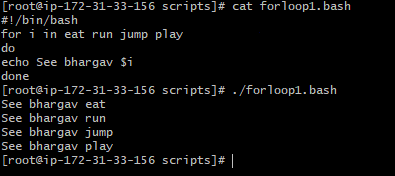 [root@ip-172-31-33-156 scripts]# cat forloop1.bash
#!/bin/bash
for i in eat run jump play
do
echo See bhargav $i
done
[root@ip-172-31-33-156 scripts]# ./forloop1.bash
See bhargav eat
See bhargav run
See bhargav jump
See bhargav play
[root@ip-172-31-33-156 scripts]#